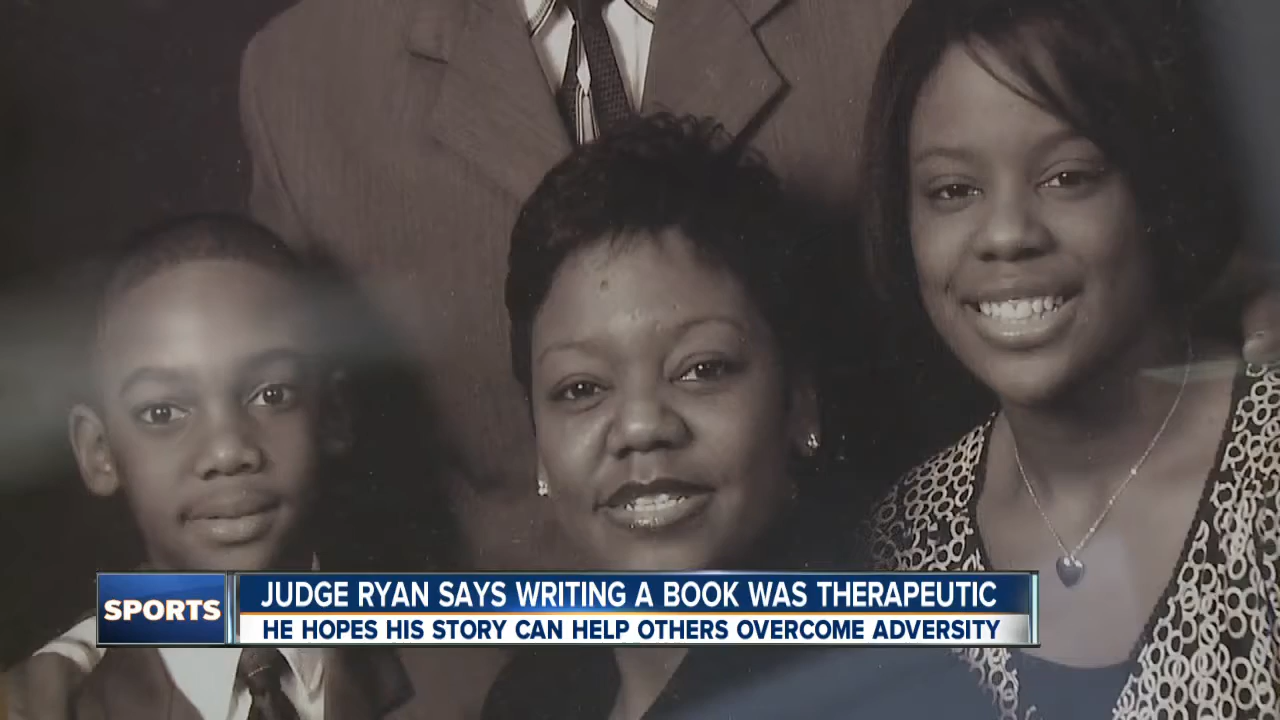 SPORTS
JUDGE RYAN SAYS WRITING A BOOK WAS THERAPEUTIC
HE HOPES HIS STORY CAN HELP OTHERS OVERCOME ADVERSITY